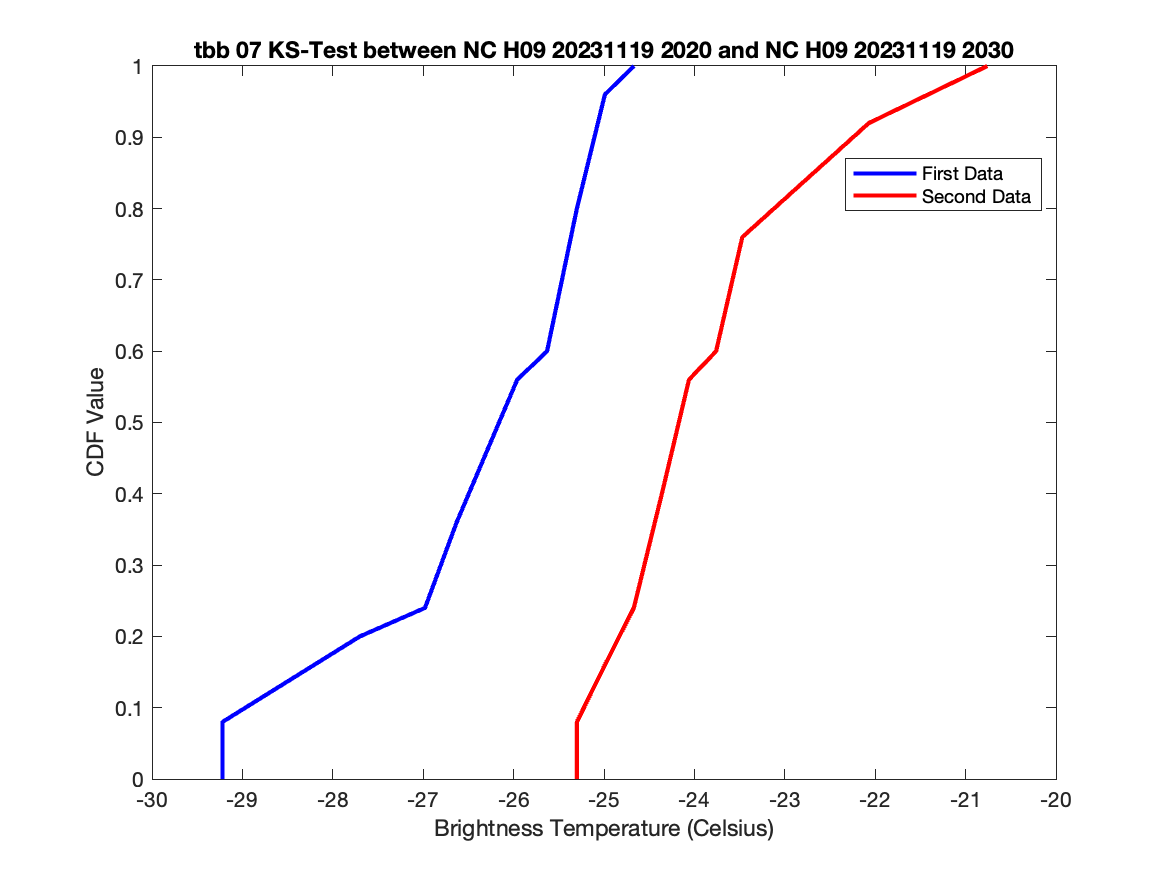 tbb 07 KS-Test between NC H09 20231119 2020 and NC H09 20231119 2030
1
0.9
First Data
Second Data
0.8
0.7
0.6
0.5
CDF Value
0.4
0.3
0.2
0.1
0
-30 -29 -28 -27 -26 -25 -24 -23 -22 -21 -20
Brightness Temperature (Celsius)